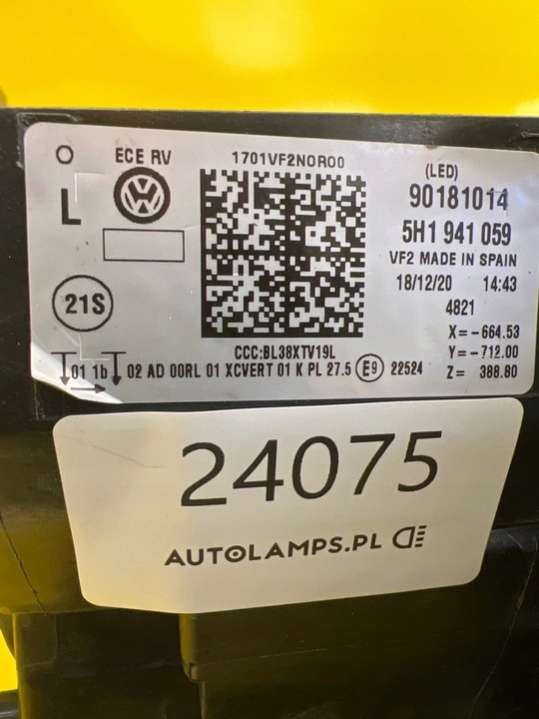 O ECE RV 1701VF2N0R00 (LED)
L 90181014
5H1 941 059
VF2 MADE IN SPAIN
18/12/20 14:43
21S 4821
X=-664.53
CCC:BL38XTV19L Y=-712.00
01 1b 02 AD 00RL 01 XCVERT 01 K PL 27.5 E9 22524 Z= 388.80
24075
AUTOLAMPS.PL